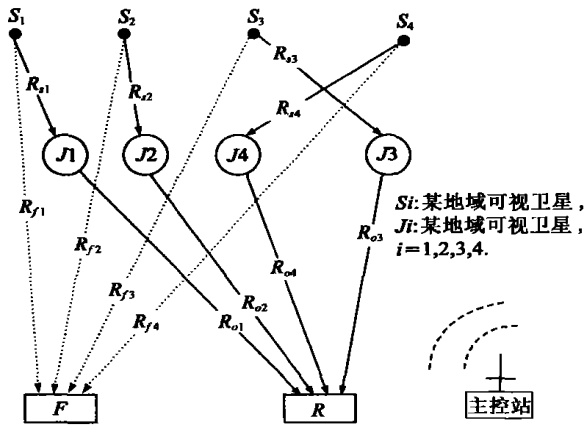 S1 S2 S3 S4
Rs1 Rs2 Rs4 Rs3
J1 J2 J4 J3
Si:某地域可视卫星,
Ji:某地域可视卫星,
i=1,2,3,4.
Rf1 Rf2 Rf3 Rf4 Ro1 Ro2 Ro4 Ro3
F R 主控站